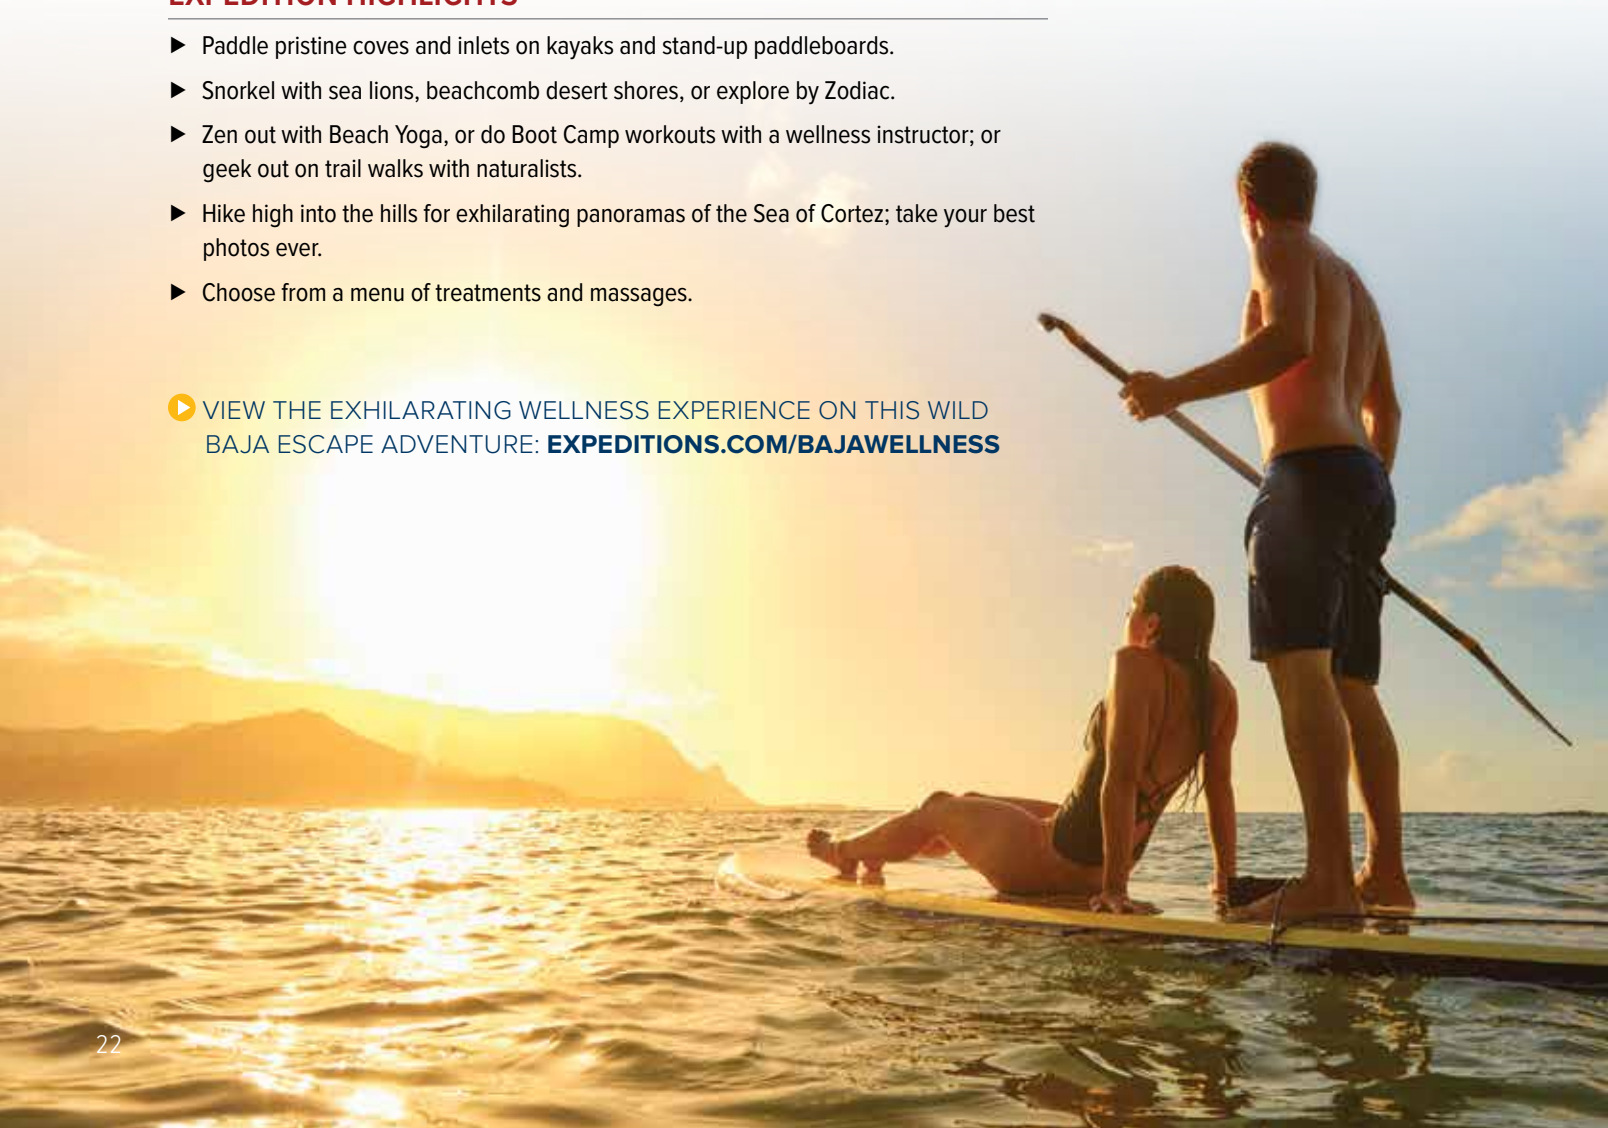 EXPEDITION HIGHLIGHTS
▶ Paddle pristine coves and inlets on kayaks and stand-up paddleboards.
▶ Snorkel with sea lions, beachcomb desert shores, or explore by Zodiac.
▶ Zen out with Beach Yoga, or do Boot Camp workouts with a wellness instructor; or
geek out on trail walks with naturalists.
▶ Hike high into the hills for exhilarating panoramas of the Sea of Cortez; take your best
photos ever.
▶ Choose from a menu of treatments and massages.
VIEW THE EXHILARATING WELLNESS EXPERIENCE ON THIS WILD
BAJA ESCAPE ADVENTURE: EXPEDITIONS.COM/BAJAWELLNESS
22